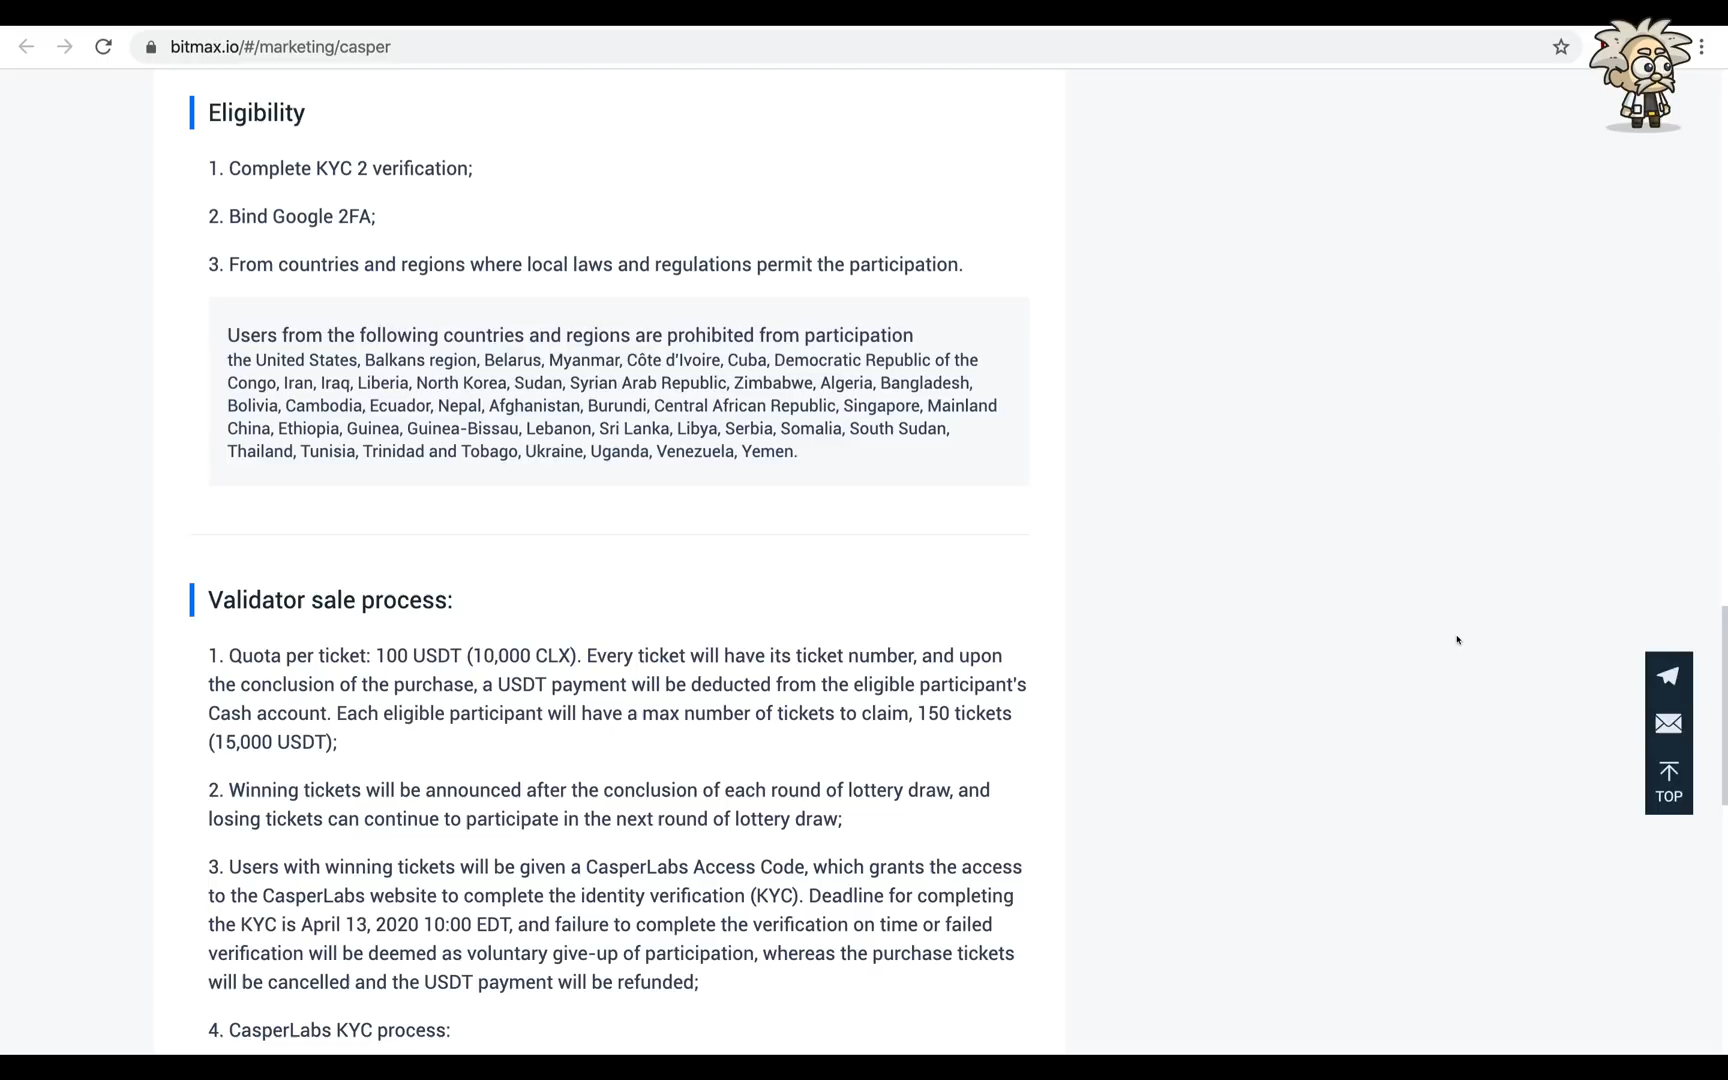 bitmax.io/#/marketing/casper
Eligibility
1. Complete KYC 2 verification;
2. Bind Google 2FA;
3. From countries and regions where local laws and regulations permit the participation.
Users from the following countries and regions are prohibited from participation
the United States, Balkans region, Belarus, Myanmar, Côte d'Ivoire, Cuba, Democratic Republic of the
Congo, Iran, Iraq, Liberia, North Korea, Sudan, Syrian Arab Republic, Zimbabwe, Algeria, Bangladesh,
Bolivia, Cambodia, Ecuador, Nepal, Afghanistan, Burundi, Central African Republic, Singapore, Mainland
China, Ethiopia, Guinea, Guinea-Bissau, Lebanon, Sri Lanka, Libya, Serbia, Somalia, South Sudan,
Thailand, Tunisia, Trinidad and Tobago, Ukraine, Uganda, Venezuela, Yemen.
Validator sale process:
1. Quota per ticket: 100 USDT (10,000 CLX). Every ticket will have its ticket number, and upon
the conclusion of the purchase, a USDT payment will be deducted from the eligible participant's
Cash account. Each eligible participant will have a max number of tickets to claim, 150 tickets
(15,000 USDT);
2. Winning tickets will be announced after the conclusion of each round of lottery draw, and
losing tickets can continue to participate in the next round of lottery draw;
3. Users with winning tickets will be given a CasperLabs Access Code, which grants the access
to the CasperLabs website to complete the identity verification (KYC). Deadline for completing
the KYC is April 13, 2020 10:00 EDT, and failure to complete the verification on time or failed
verification will be deemed as voluntary give-up of participation, whereas the purchase tickets
will be cancelled and the USDT payment will be refunded;
4. CasperLabs KYC process:
TOP